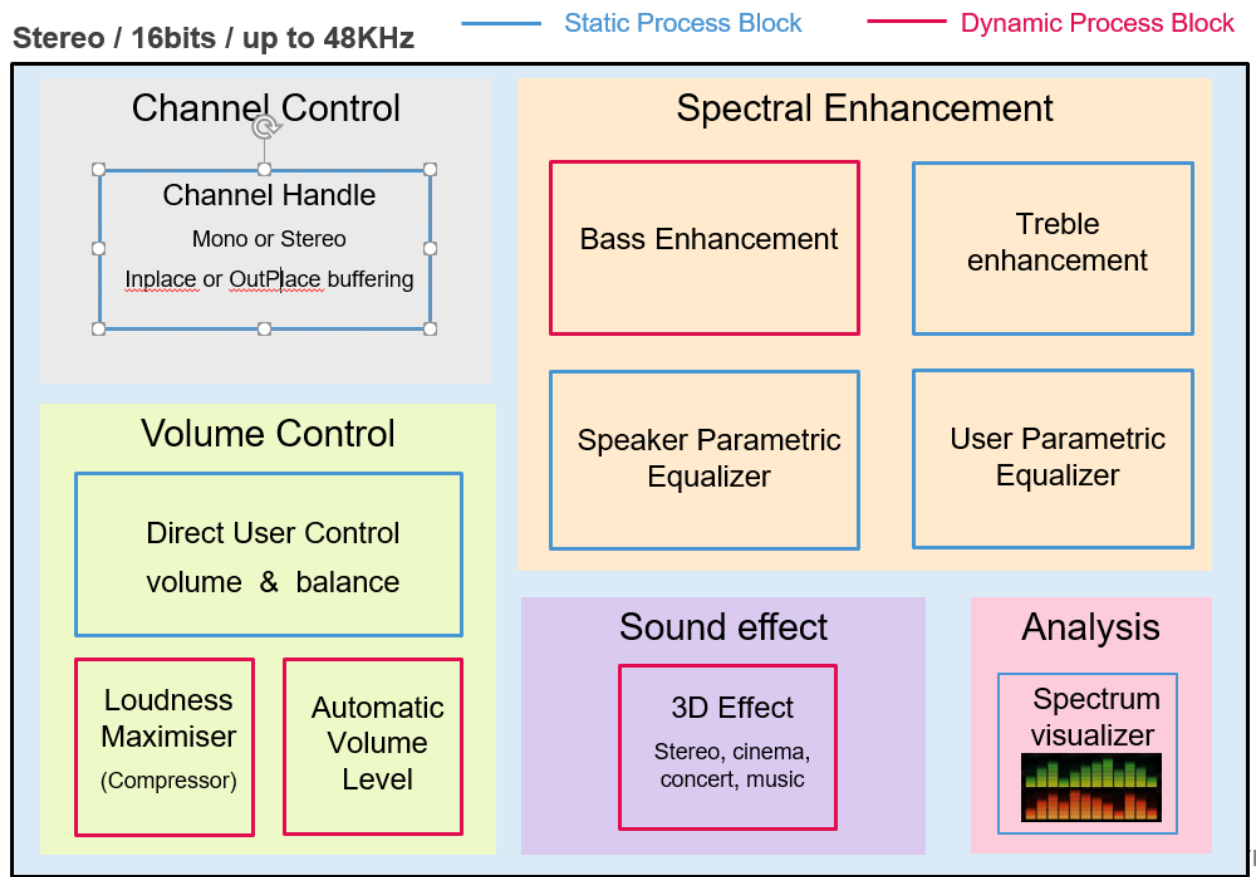 Static Process Block
Dynamic Process Block
Stereo / 16bits / up to 48KHz
Channel Control
Channel Handle
Mono or Stereo
Inplace or OutPlace buffering
Spectral Enhancement
Bass Enhancement
Treble
enhancement
Speaker Parametric
Equalizer
User Parametric
Equalizer
Volume Control
Direct User Control
volume & balance
Loudness
Maximiser
(Compressor)
Automatic
Volume
Level
Sound effect
3D Effect
Stereo, cinema,
concert, music
Analysis
Spectrum
visualizer